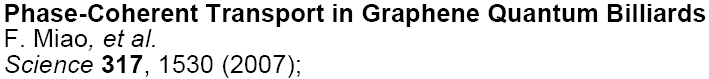 Phase-Coherent Transport in Graphene Quantum Billiards
F. Miao, et al.
Science 317, 1530 (2007);